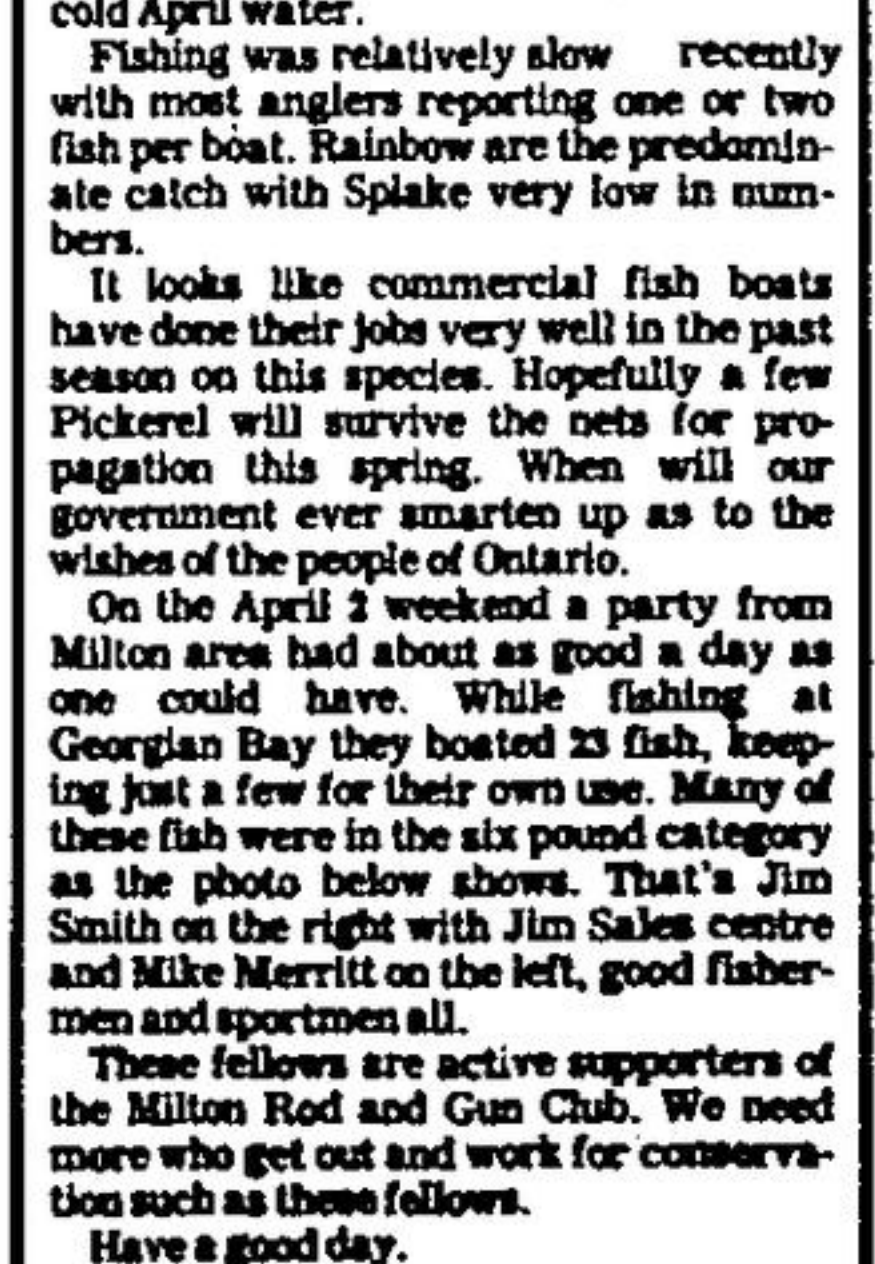 cold April water.
Fishing was relatively slow recently
with most anglers reporting one or two
fish per boat. Rainbow are the predomin-
ate catch with Splake very low in num-
bers.
It looks like commercial fish boats
have done their jobs very well in the past
season on this species. Hopefully a few
Pickerel will survive the nets for pro-
pagation this spring. When will our
government ever smarten up as to the
wishes of the people of Ontario.
On the April 2 weekend a party from
Milton area had about as good a day as
one could have. While fishing at
Georgian Bay they boated 23 fish, keep-
ing just a few for their own use. Many of
these fish were in the six pound category
as the photo below shows. That's Jim
Smith on the right with Jim Sales centre
and Mike Merritt on the left, good fisher-
men and sportmen all.
These fellows are active supporters of
the Milton Rod and Gun Club. We need
more who get out and work for conserva-
tion such as these fellows.
Have a good day.